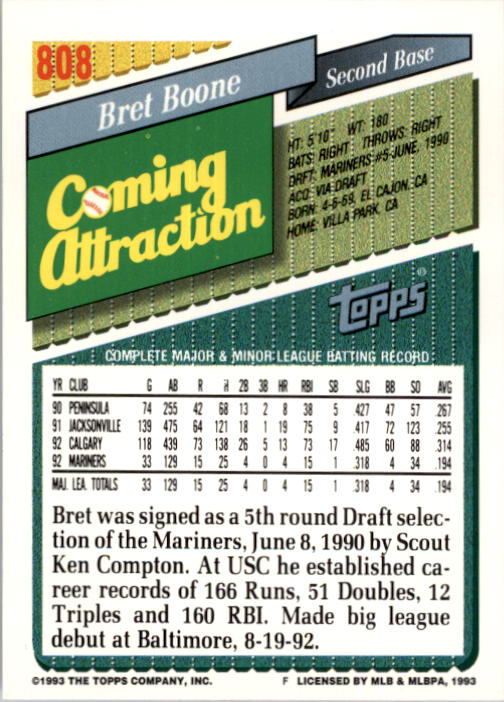 808
Bret Boone
Second Base
Coming
Attraction
HT: 5'10" WT: 180
BATS: RIGHT THROWS: RIGHT
DRFT: MARINERS #5-JUNE, 1990
ACQ: VIA DRAFT
BORN: 4-6-69, EL CAJON, CA
HOME: VILLA PARK, CA
topps®
COMPLETE MAJOR & MINOR LEAGUE BATTING RECORD
YR CLUB G AB R H 2B 3B HR RBI SB SLG BB SO AVG
90 PENINSULA 74 255 42 68 13 2 8 38 5 .427 47 57 .267
91 JACKSONVILLE 139 475 64 121 18 1 19 75 9 .417 72 123 .255
92 CALGARY 118 439 73 138 26 5 13 73 17 .485 60 88 .314
92 MARINERS 33 129 15 25 4 0 4 15 1 .318 4 34 .194
MAJ. LEA. TOTALS 33 129 15 25 4 0 4 15 1 .318 4 34 .194
Bret was signed as a 5th round Draft selec-
tion of the Mariners, June 8, 1990 by Scout
Ken Compton. At USC he established ca-
reer records of 166 Runs, 51 Doubles, 12
Triples and 160 RBI. Made big league
debut at Baltimore, 8-19-92.
©1993 THE TOPPS COMPANY, INC. F LICENSED BY MLB & MLBPA, 1993